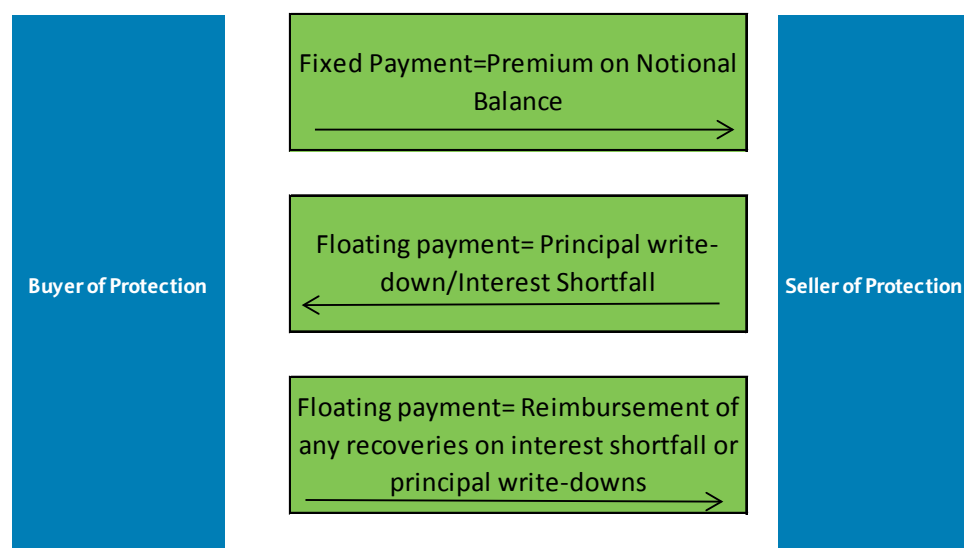 Fixed Payment=Premium on Notional
Balance
Floating payment= Principal write-
down/Interest Shortfall
Buyer of Protection
Seller of Protection
Floating payment= Reimbursement of
any recoveries on interest shortfall or
principal write-downs